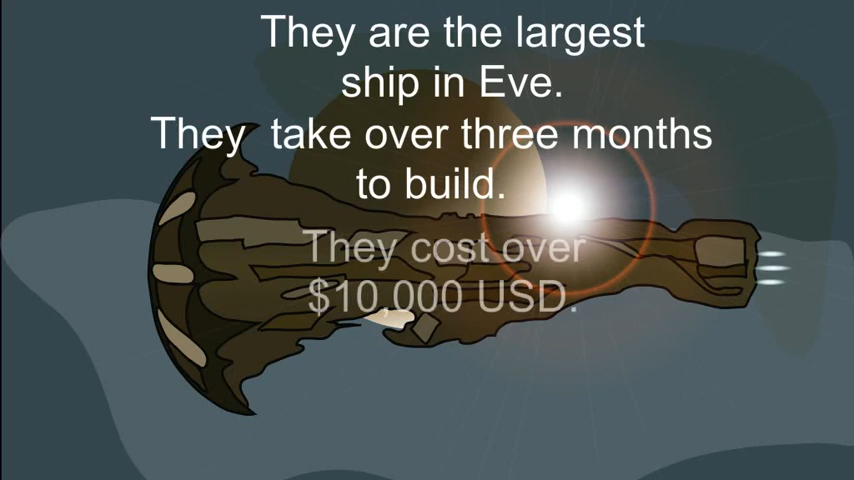 They are the largest
ship in Eve.
They  take over three months
to build.
They cost over
$10,000 USD.